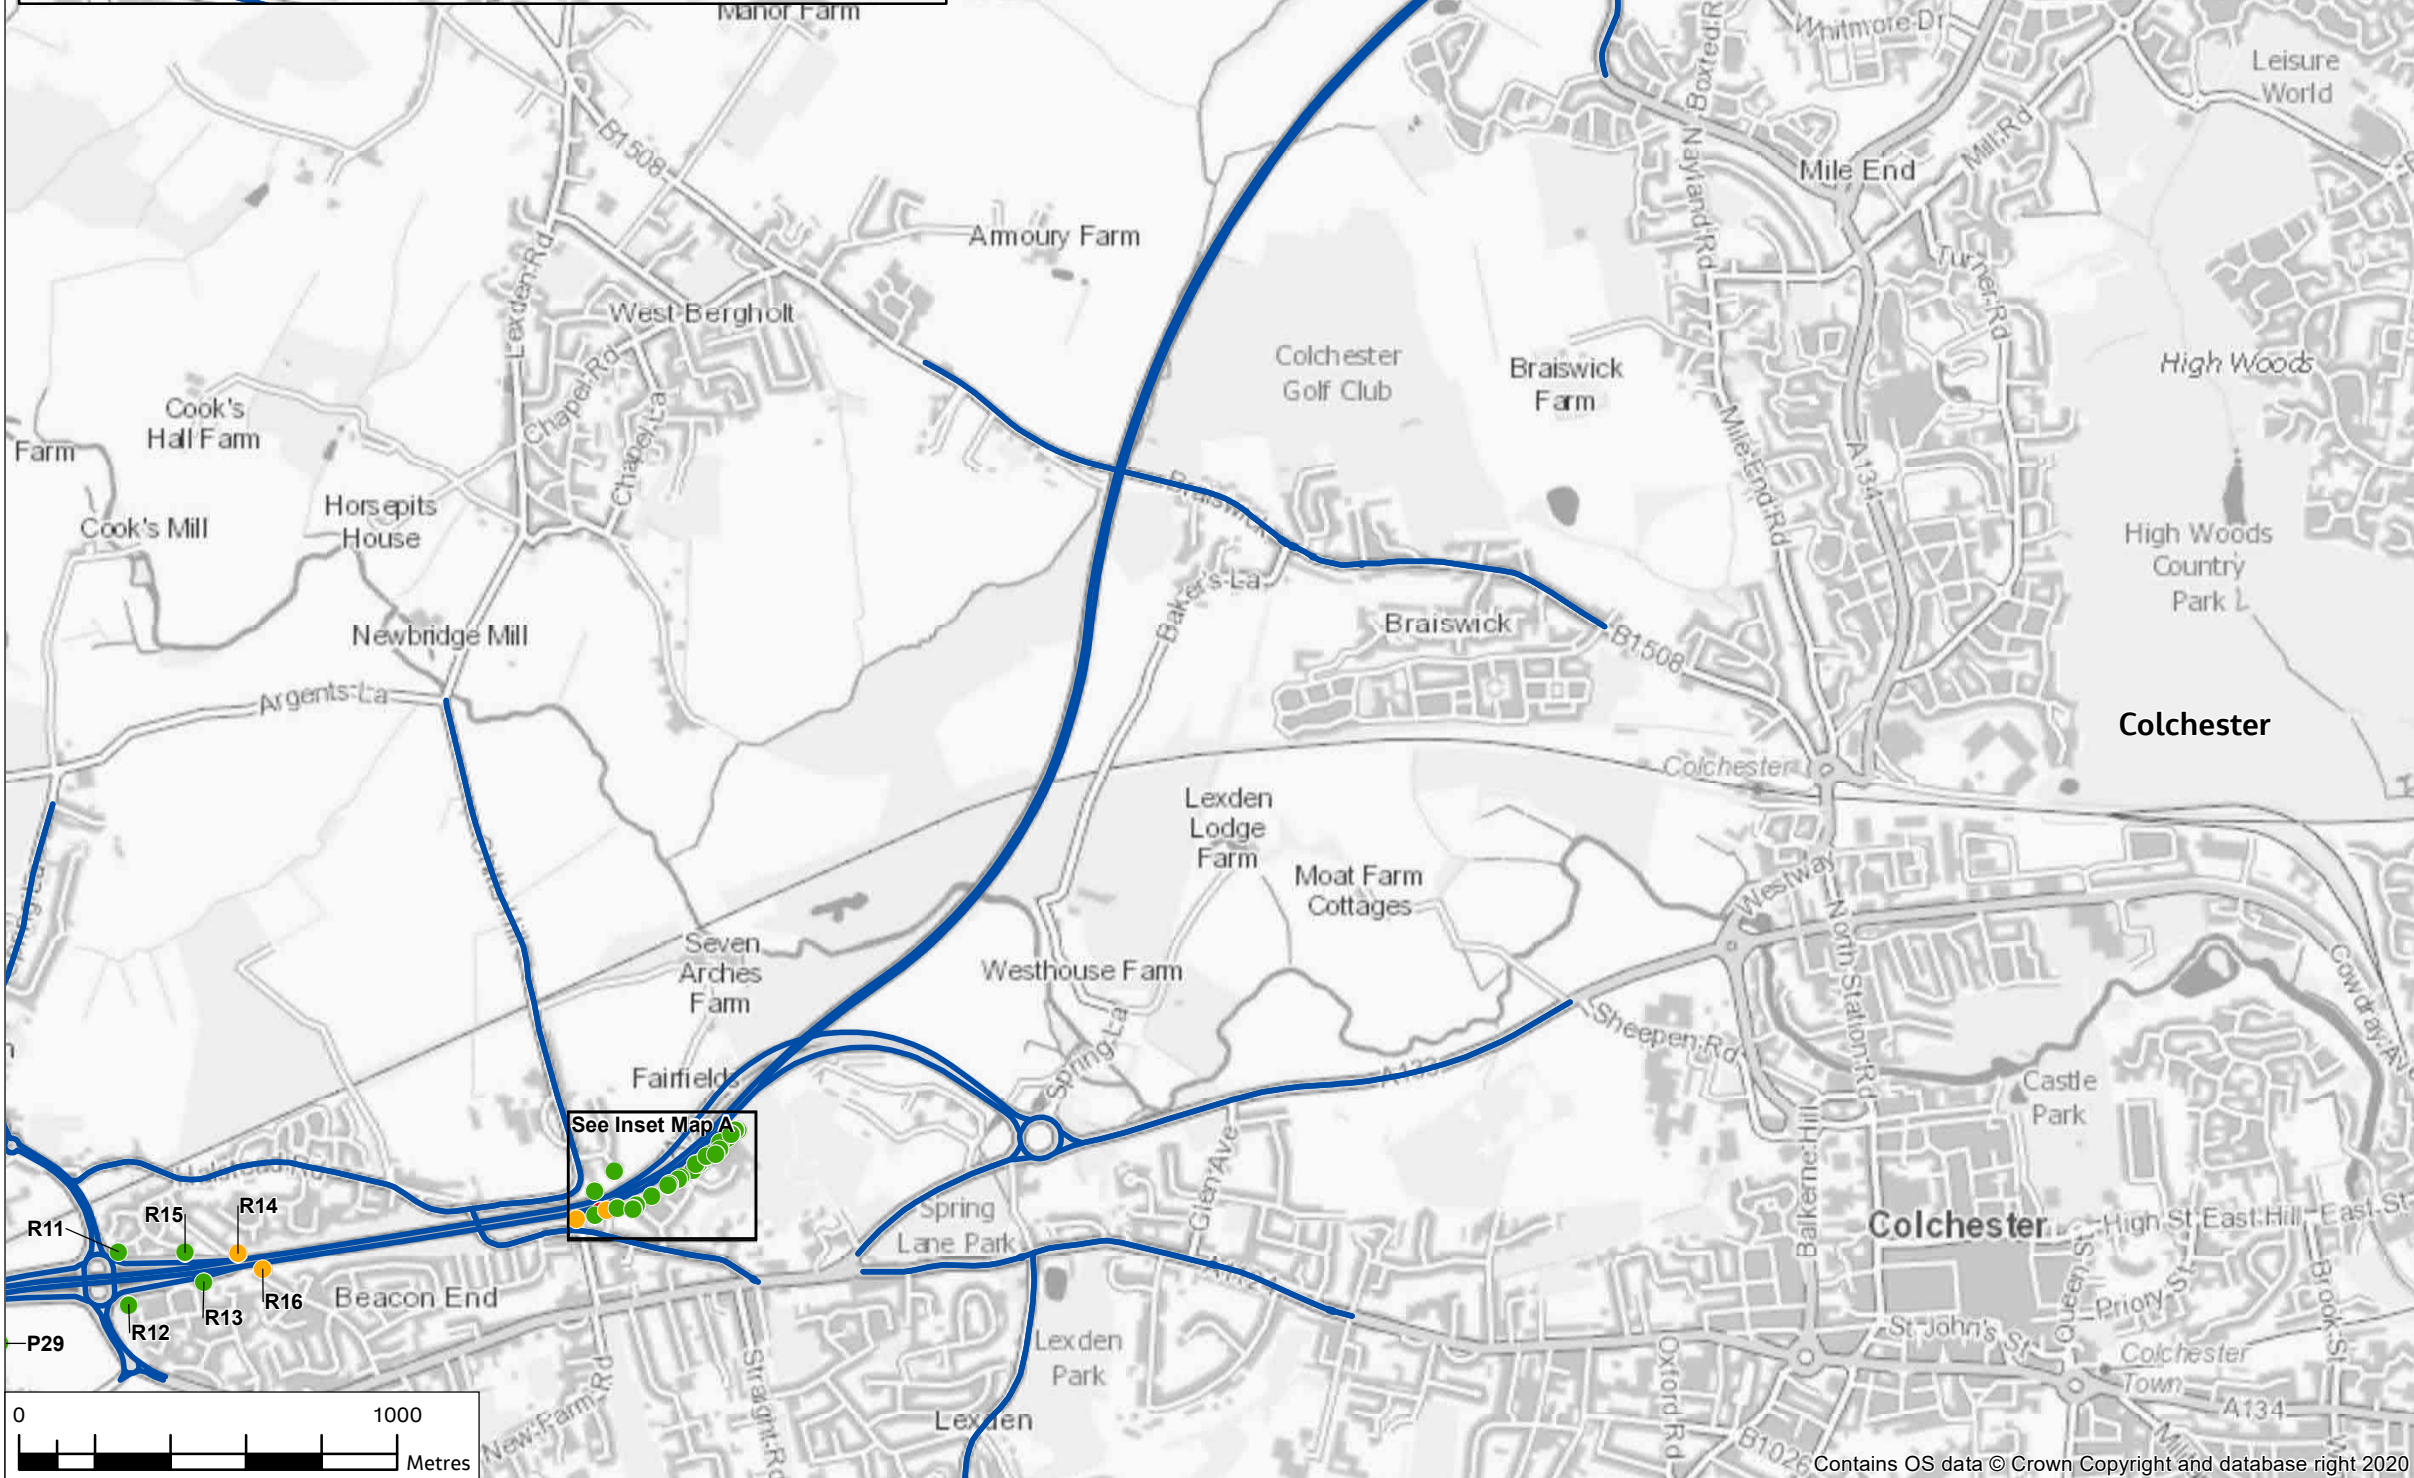 Manor Farm
Whitmore Dr
Boxted R
Leisure
World
B1508
Mill Rd
Mile End
Nayland Rd
Armoury Farm
Lexden Rd
Turner Rd
West Bergholt
Colchester
Golf Club
Braiswick
Farm
High Woods
Chapel Rd
Chapel La
Cook's
Hall Farm
Farm
Mile End Rd
A134
Horsepits
House
Cook's Mill
Braiswick
High Woods
Country
Park
Baker's La
Newbridge Mill
Braiswick
B1508
Argents La
Colchester
Colchester
Lexden
Lodge
Farm
Moat Farm
Cottages
Westway
North Station Rd
Seven
Arches
Farm
Westhouse Farm
Cowdray Av
Spring La
Sheepen Rd
A133
Fairfields
Castle
Park
See Inset Map A
Halstead Rd
Glen Ave
Balkerne Hill
R11
R15
R14
Spring
Lane Park
Colchester
High St
East Hill
East St
Queen St
Priory St
Brook St
A1124
R16
R13
R12
Beacon End
P29
Lexden
Park
St John's St
Colchester
Town
Oxford Rd
Straight Rd
New Farm Rd
Lexden
A134
B1026
0
1000
Metres
Contains OS data © Crown Copyright and database right 2020